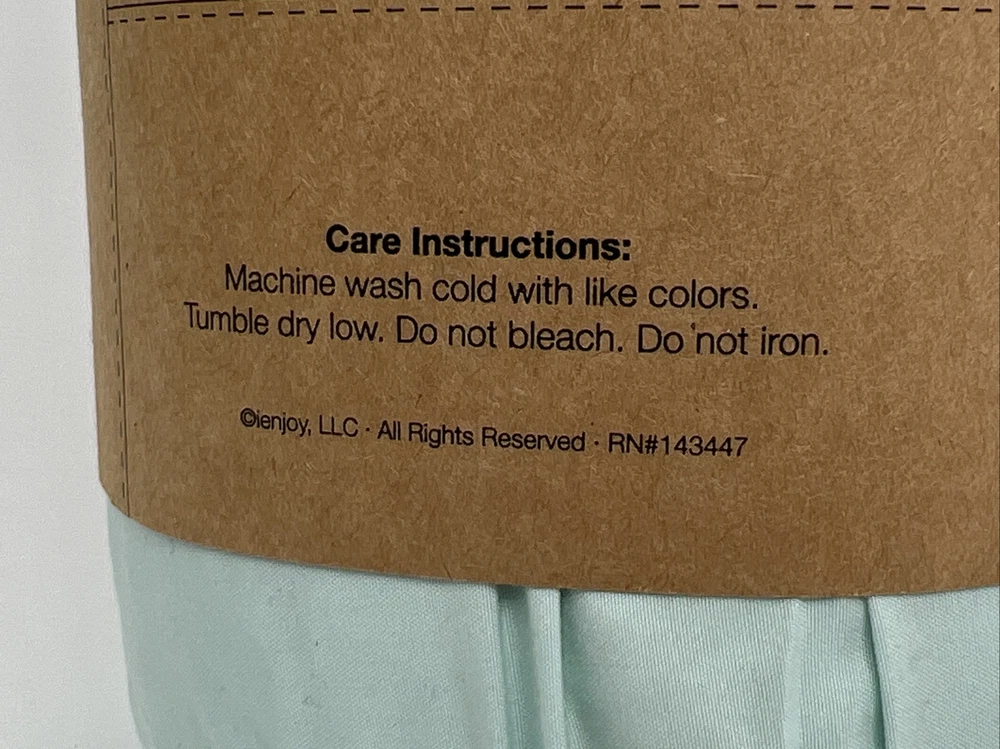 Care Instructions:
Machine wash cold with like colors.
Tumble dry low. Do not bleach. Do not iron.
©ienjoy, LLC · All Rights Reserved · RN#143447